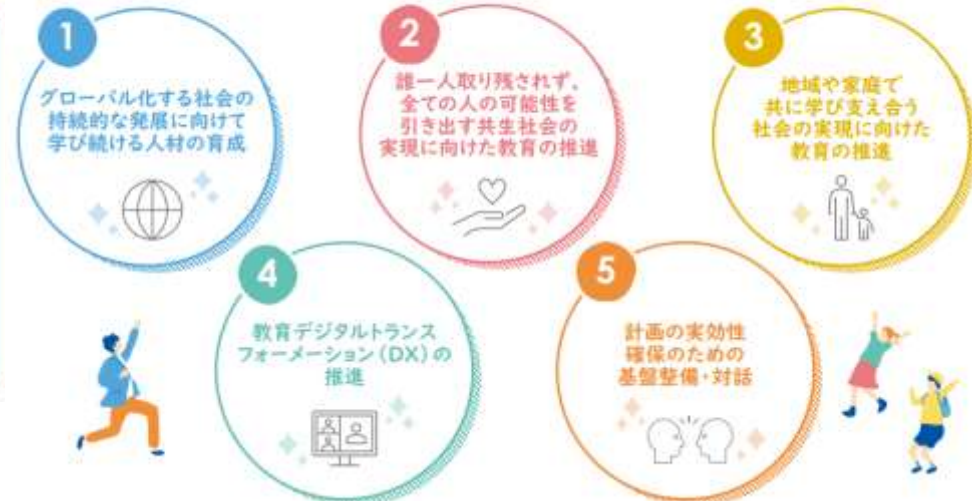 1
グローバル化する社会の
持続的な発展に向けて
学び続ける人材の育成
2
誰一人取り残されず、
全ての人の可能性を
引き出す共生社会の
実現に向けた教育の推進
3
地域や家庭で
共に学び支え合う
社会の実現に向けた
教育の推進
4
教育デジタルトランス
フォーメーション(DX)の
推進
5
計画の実効性
確保のための
基盤整備・対話